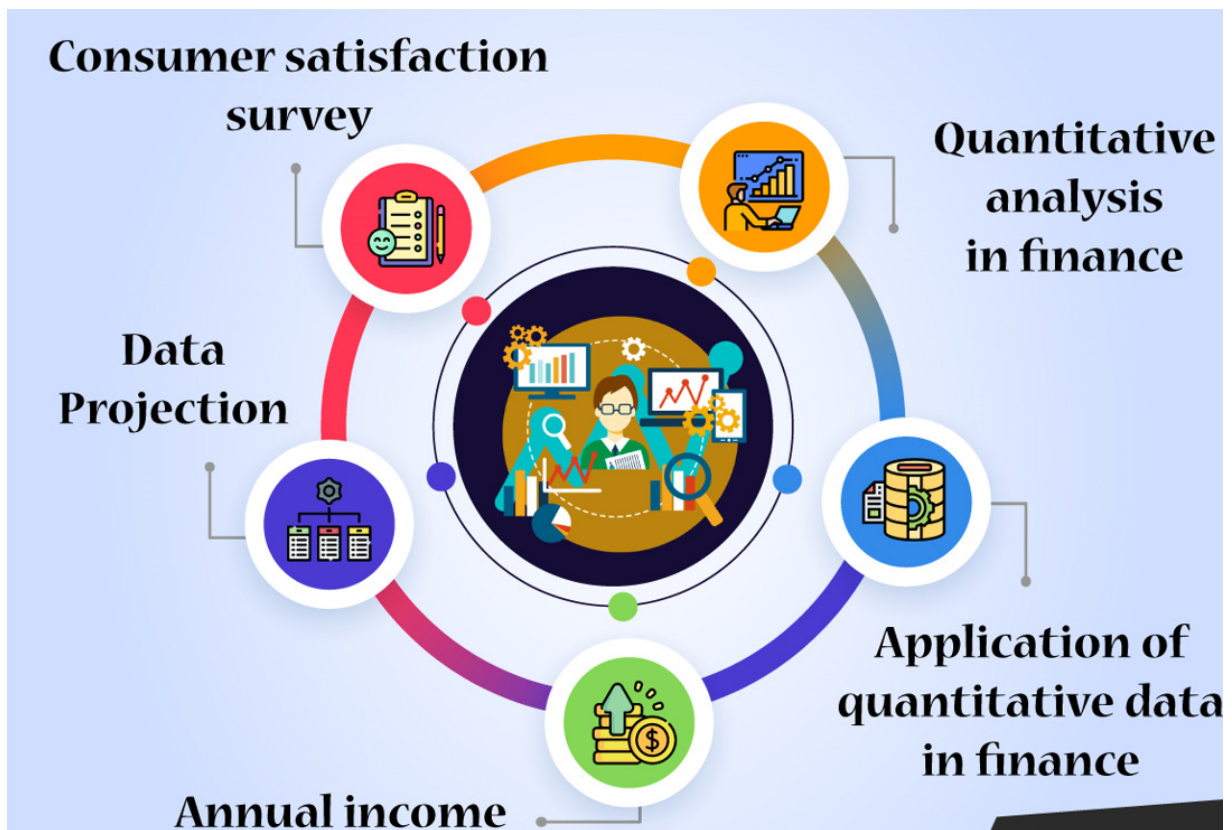 Consumer satisfaction
survey
Quantitative
analysis
in finance
Data
Projection
Application of
quantitative data
in finance
Annual income